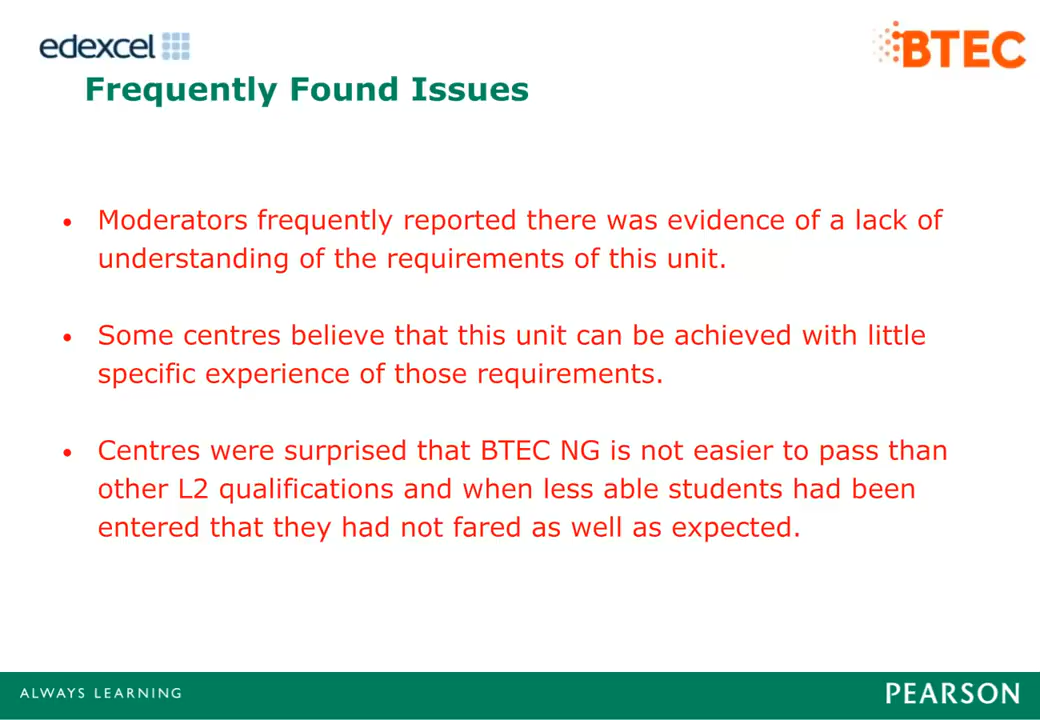 edexcel
BTEC
Frequently Found Issues
• Moderators frequently reported there was evidence of a lack of
understanding of the requirements of this unit.
• Some centres believe that this unit can be achieved with little
specific experience of those requirements.
• Centres were surprised that BTEC NG is not easier to pass than
other L2 qualifications and when less able students had been
entered that they had not fared as well as expected.
ALWAYS LEARNING
PEARSON